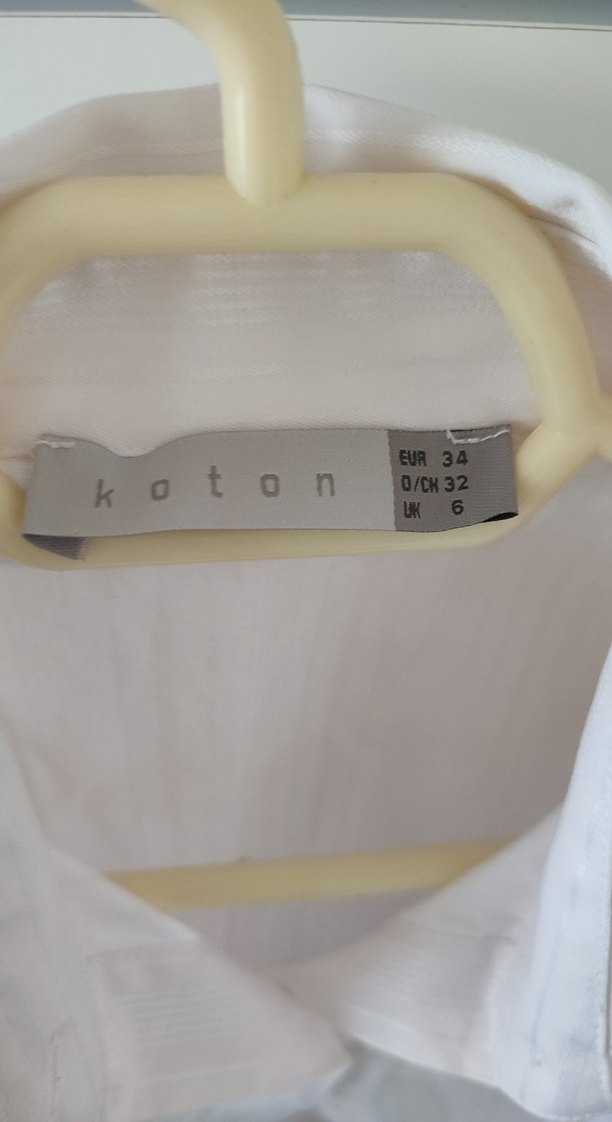 koton
EUR 34
D/CH 32
UK 6